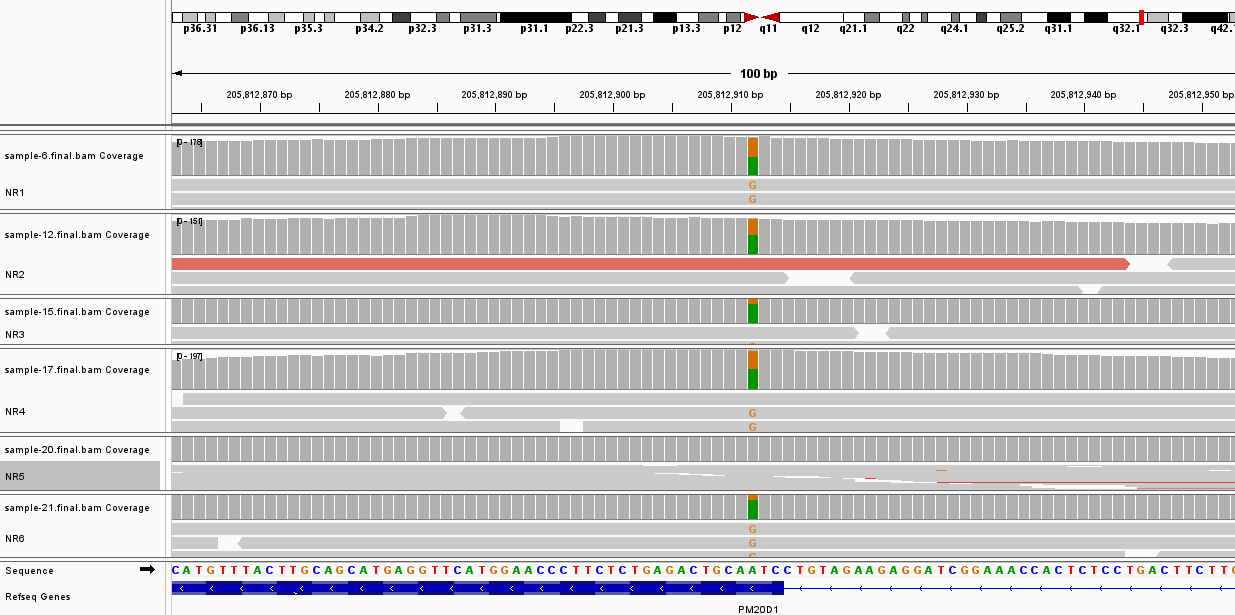 p36.31 p36.13 p35.3 p34.2 p32.3 p31.3 p31.1 p22.3 p21.3 p13.3 p12 q11 q12 q21.1 q22 q24.1 q25.2 q31.1 q32.1 q32.3 q42.
100 bp
205,812,870 bp 205,812,880 bp 205,812,890 bp 205,812,900 bp 205,812,910 bp 205,812,920 bp 205,812,930 bp 205,812,940 bp 205,812,950 bp
[0 - 178]
sample-6.final.bam Coverage
G
NR1
G
[0 - 151]
sample-12.final.bam Coverage
NR2
sample-15.final.bam Coverage
NR3
[0 - 197]
sample-17.final.bam Coverage
NR4 G
G
sample-20.final.bam Coverage
NR5
sample-21.final.bam Coverage
G
NR6
G
Sequence C A T G T T T A C T T G C A G C A T G A G G T T C A T G G A A C C C T T C T C T G A G A C T G C A A T C C T G T A G A A G A G G A T C G G A A A C C A C T C T C C T G A C T T C T T G
Refseq Genes
PM20D1